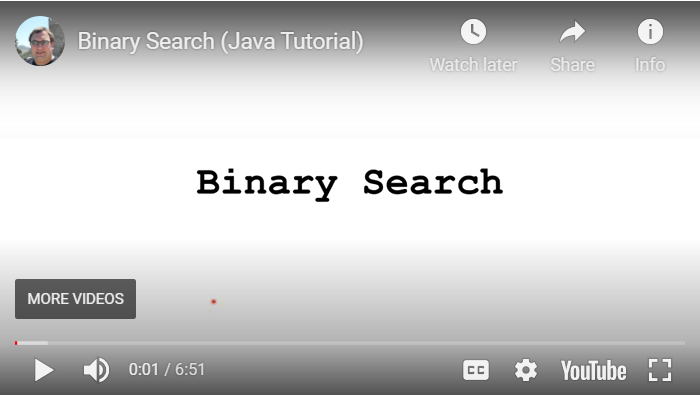 Binary Search (Java Tutorial)
Watch later
Share
Info
Binary Search
MORE VIDEOS
0:01 / 6:51
CC
YouTube